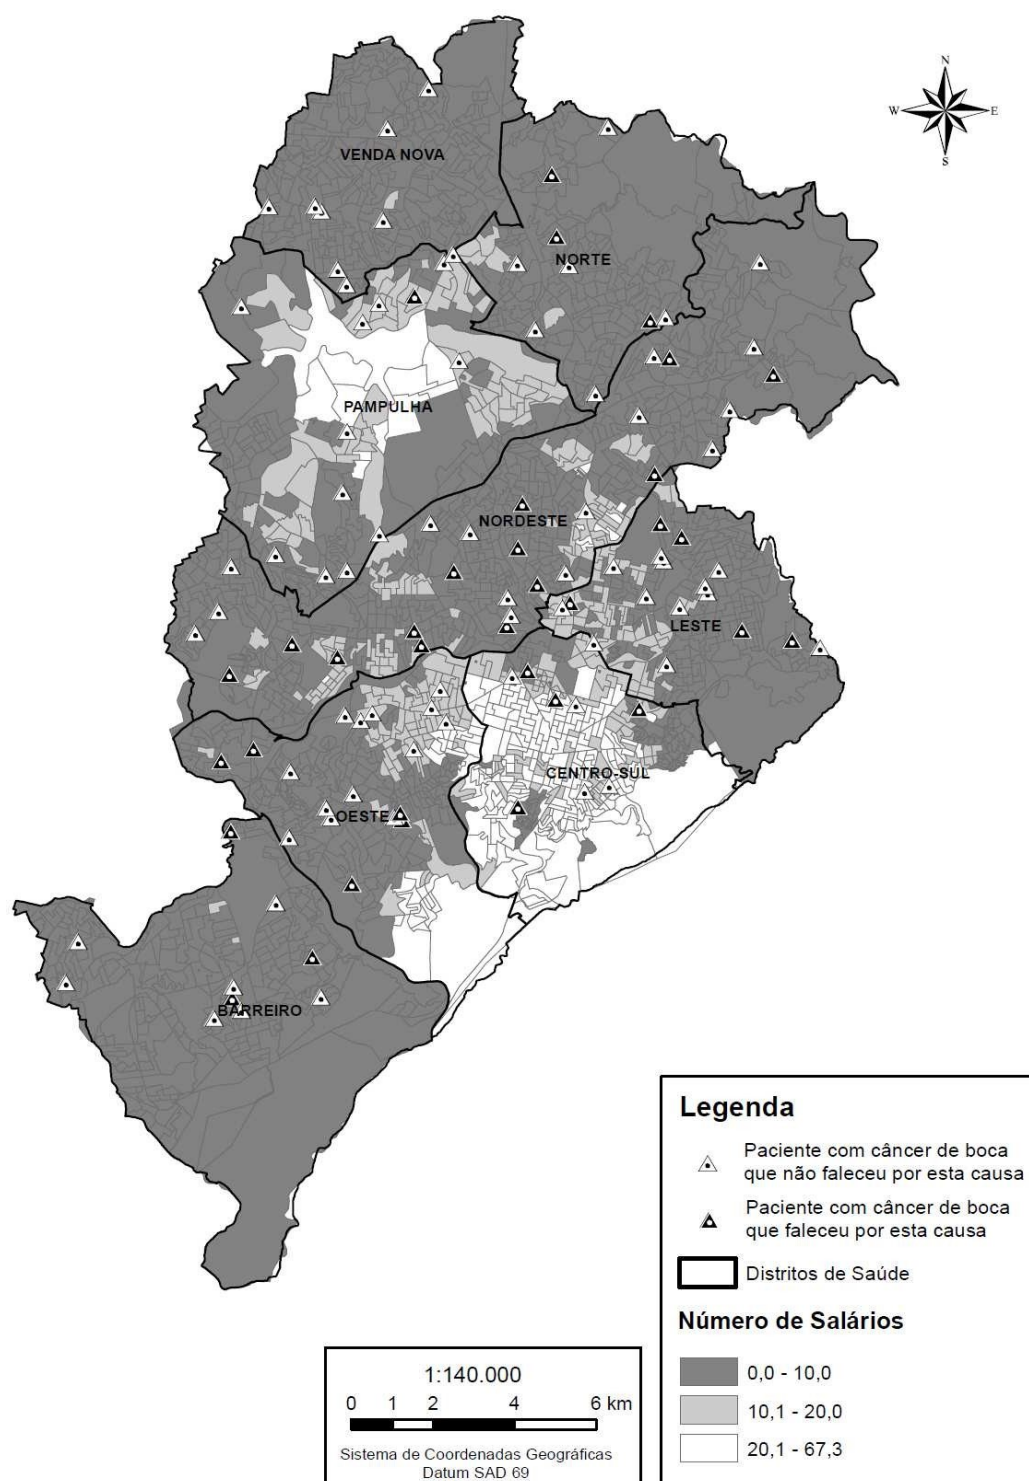 N
W
E
S
VENDA NOVA
NORTE
PAMPULHA
NORDESTE
LESTE
CENTRO-SUL
OESTE
BARREIRO
Legenda
Paciente com câncer de boca
que não faleceu por esta causa
Paciente com câncer de boca
que faleceu por esta causa
Distritos de Saúde
Número de Salários
0,0 - 10,0
10,1 - 20,0
20,1 - 67,3
1:140.000
0 1 2 4 6 km
Sistema de Coordenadas Geográficas
Datum SAD 69